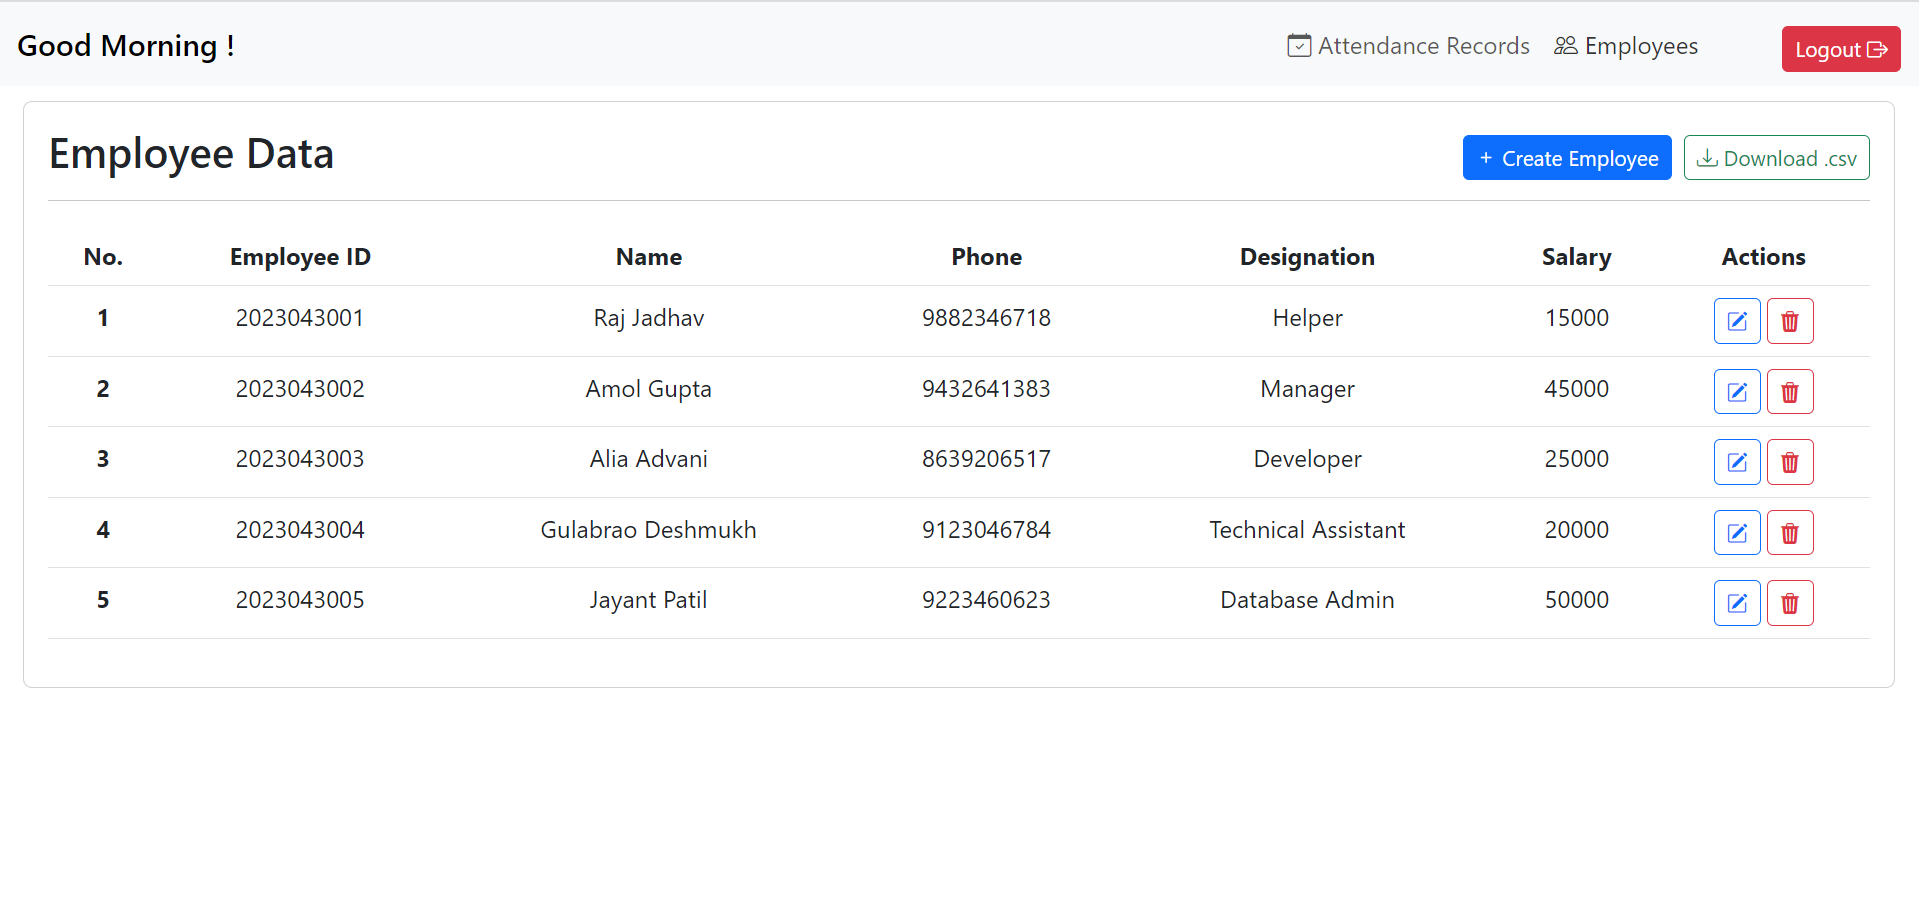 Good Morning !
Attendance Records Employees Logout
Employee Data
+ Create Employee Download .csv
No. Employee ID Name Phone Designation Salary Actions
1 2023043001 Raj Jadhav 9882346718 Helper 15000
2 2023043002 Amol Gupta 9432641383 Manager 45000
3 2023043003 Alia Advani 8639206517 Developer 25000
4 2023043004 Gulabrao Deshmukh 9123046784 Technical Assistant 20000
5 2023043005 Jayant Patil 9223460623 Database Admin 50000